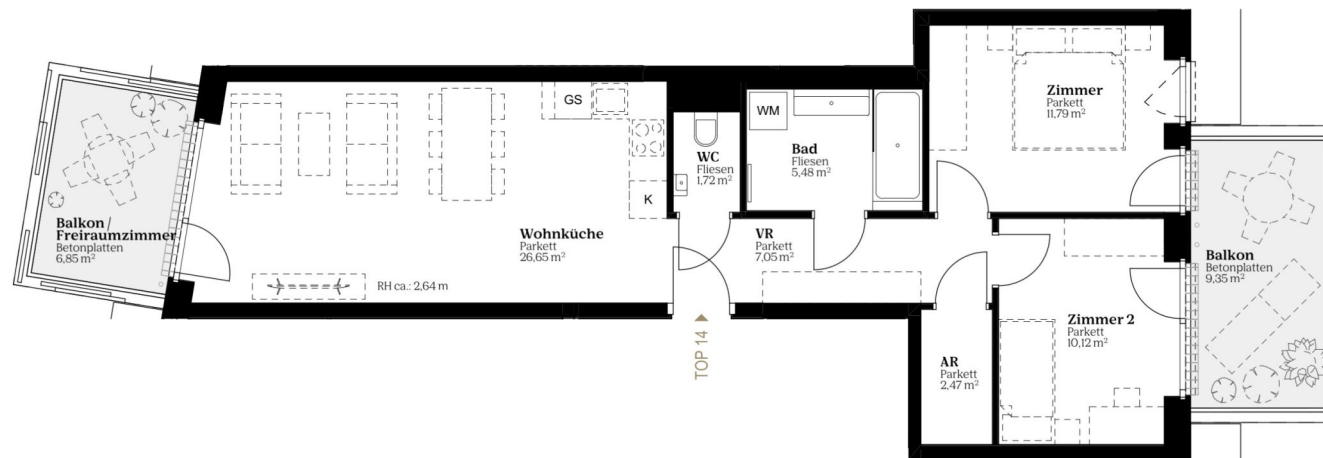 Balkon /
Freiraumzimmer
Betonplatten
6,85 m²
GS
K
Wohnküche
Parkett
26,65 m²
RH ca.: 2,64 m
WC
Fliesen
1,72 m²
WM
Bad
Fliesen
5,48 m²
VR
Parkett
7,05 m²
TOP 14
Zimmer
Parkett
11,79 m²
Zimmer 2
Parkett
10,12 m²
AR
Parkett
2,47 m²
Balkon
Betonplatten
9,35 m²